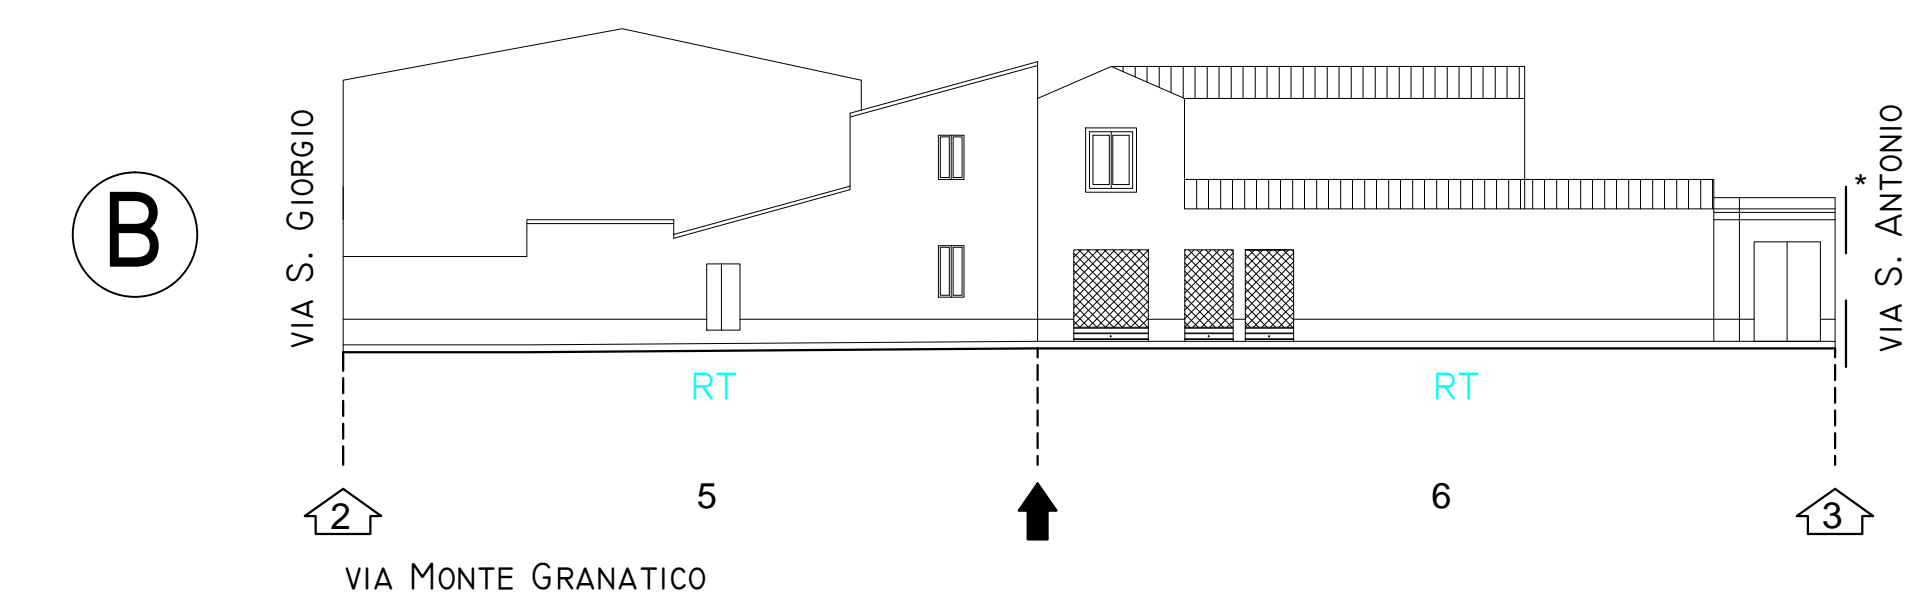 B
VIA S. GIORGIO
*
VIA S. ANTONIO
RT
RT
5
6
2
3
VIA MONTE GRANATICO